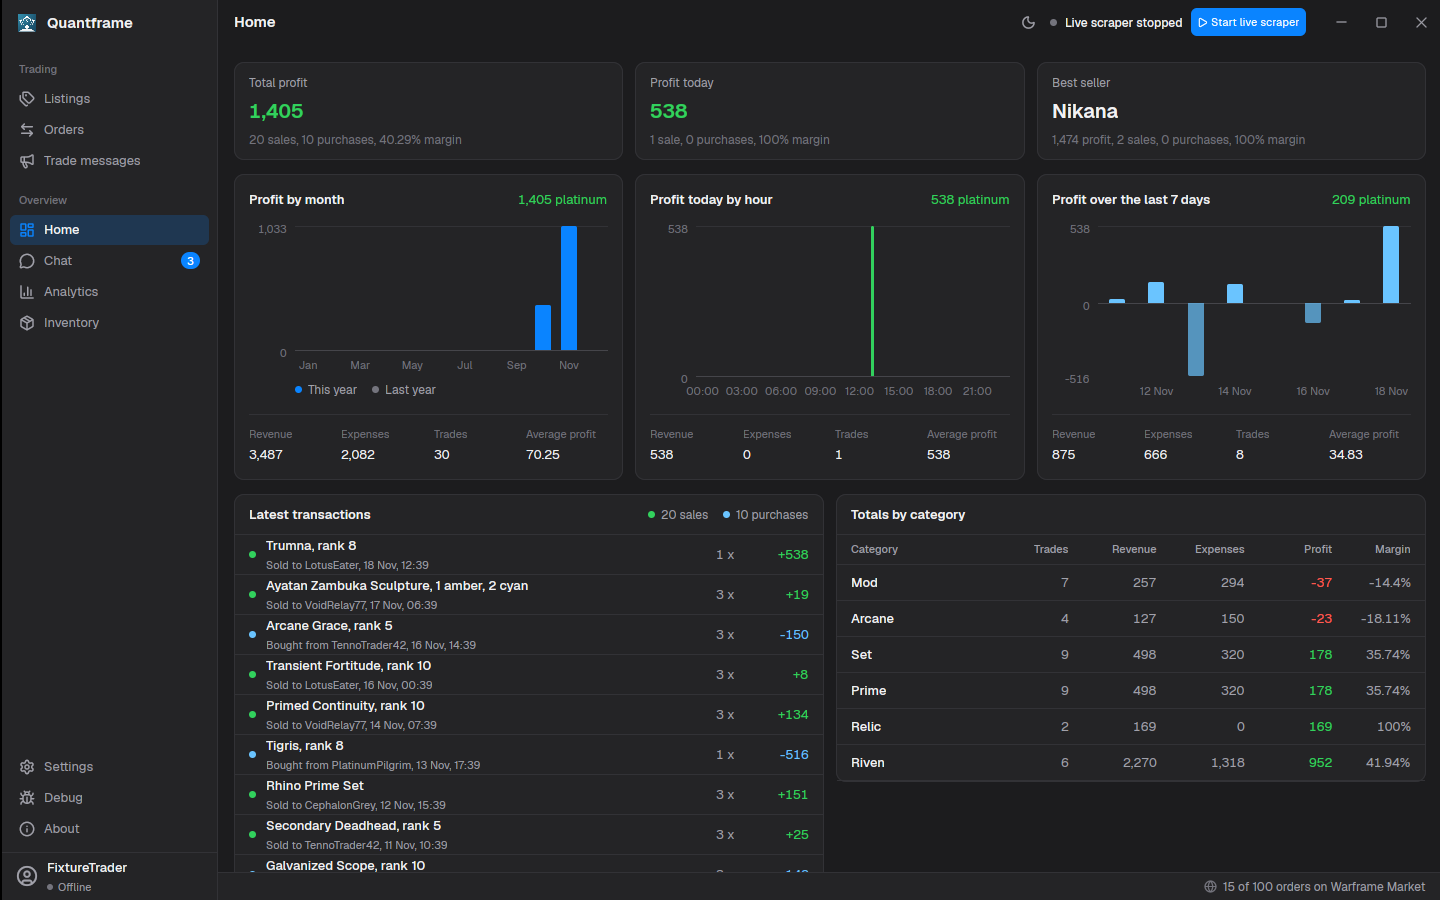 Quantframe
Home
Live scraper stopped
Start live scraper
Trading
Listings
Orders
Trade messages
Overview
Home
Chat
3
Analytics
Inventory
Settings
Debug
About
FixtureTrader
Offline
Total profit
1,405
20 sales, 10 purchases, 40.29% margin
Profit today
538
1 sale, 0 purchases, 100% margin
Best seller
Nikana
1,474 profit, 2 sales, 0 purchases, 100% margin
Profit by month
1,405 platinum
1,033
0
Jan Mar May Jul Sep Nov
This year Last year
Revenue Expenses Trades Average profit
3,487 2,082 30 70.25
Profit today by hour
538 platinum
538
0
00:00 03:00 06:00 09:00 12:00 15:00 18:00 21:00
Revenue Expenses Trades Average profit
538 0 1 538
Profit over the last 7 days
209 platinum
538
0
-516
12 Nov 14 Nov 16 Nov 18 Nov
Revenue Expenses Trades Average profit
875 666 8 34.83
Latest transactions
20 sales 10 purchases
Trumna, rank 8
Sold to LotusEater, 18 Nov, 12:39
1 x +538
Ayatan Zambuka Sculpture, 1 amber, 2 cyan
Sold to VoidRelay77, 17 Nov, 06:39
3 x +19
Arcane Grace, rank 5
Bought from TennoTrader42, 16 Nov, 14:39
3 x -150
Transient Fortitude, rank 10
Sold to LotusEater, 16 Nov, 00:39
3 x +8
Primed Continuity, rank 10
Sold to VoidRelay77, 14 Nov, 07:39
3 x +134
Tigris, rank 8
Bought from PlatinumPilgrim, 13 Nov, 17:39
1 x -516
Rhino Prime Set
Sold to CephalonGrey, 12 Nov, 15:39
3 x +151
Secondary Deadhead, rank 5
Sold to TennoTrader42, 11 Nov, 10:39
3 x +25
Galvanized Scope, rank 10
Totals by category
Category Trades Revenue Expenses Profit Margin
Mod 7 257 294 -37 -14.4%
Arcane 4 127 150 -23 -18.11%
Set 9 498 320 178 35.74%
Prime 9 498 320 178 35.74%
Relic 2 169 0 169 100%
Riven 6 2,270 1,318 952 41.94%
15 of 100 orders on Warframe Market